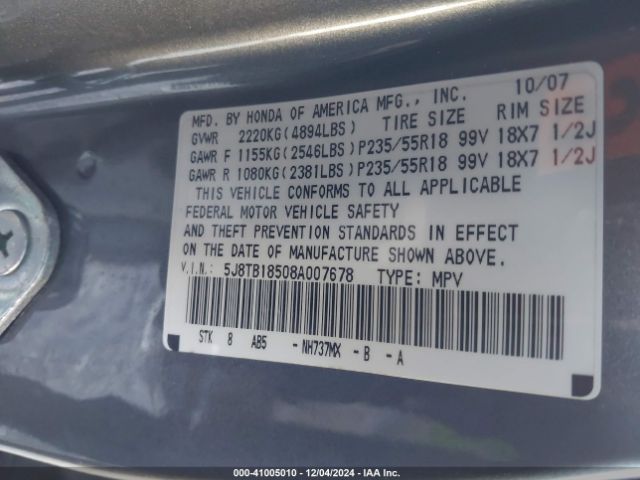 10/07
MFD. BY HONDA OF AMERICA MFG., INC.
GVWR 2220KG(4894LBS) TIRE SIZE RIM SIZE
GAWR F 1155KG(2546LBS)P235/55R18 99V 18X7 1/2J
GAWR R 1080KG(2381LBS)P235/55R18 99V 18X7 1/2J
THIS VEHICLE CONFORMS TO ALL APPLICABLE
FEDERAL MOTOR VEHICLE SAFETY
AND THEFT PREVENTION STANDARDS IN EFFECT
ON THE DATE OF MANUFACTURE SHOWN ABOVE.
V.I.N.: 5J8TB18508A007678 TYPE: MPV
STK 8 AB5 -NH737MX -B -A
000-41005010 - 12/04/2024 - IAA Inc.